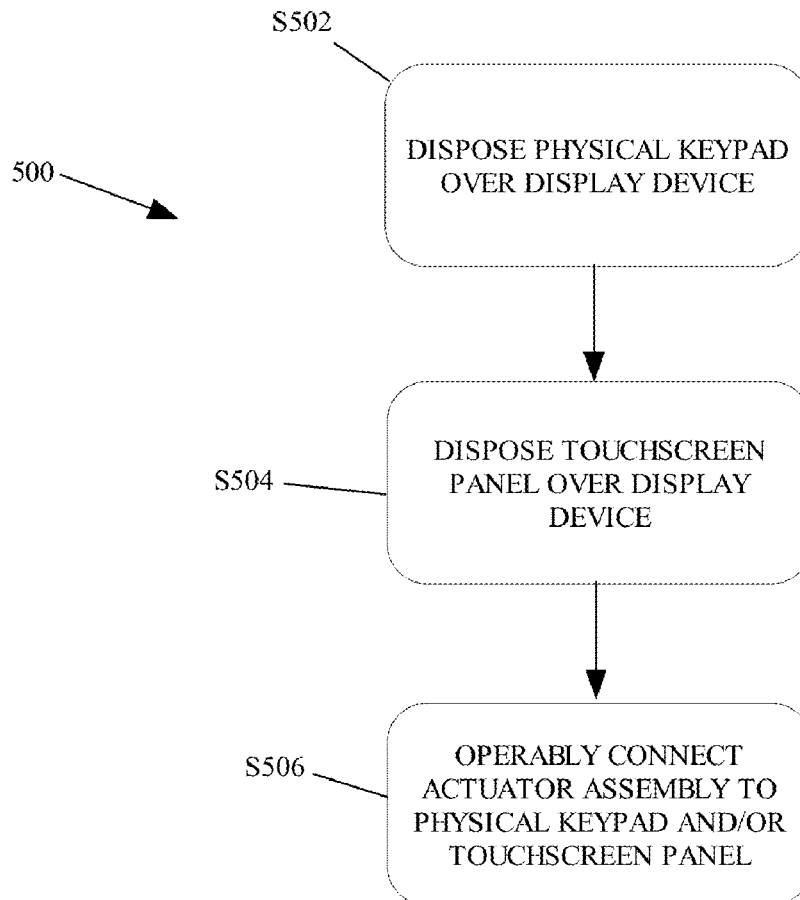 S502
DISPOSE PHYSICAL KEYPAD
OVER DISPLAY DEVICE
500
DISPOSE TOUCHSCREEN
PANEL OVER DISPLAY
DEVICE
S504
OPERABLY CONNECT
ACTUATOR ASSEMBLY TO
PHYSICAL KEYPAD AND/OR
TOUCHSCREEN PANEL
S506